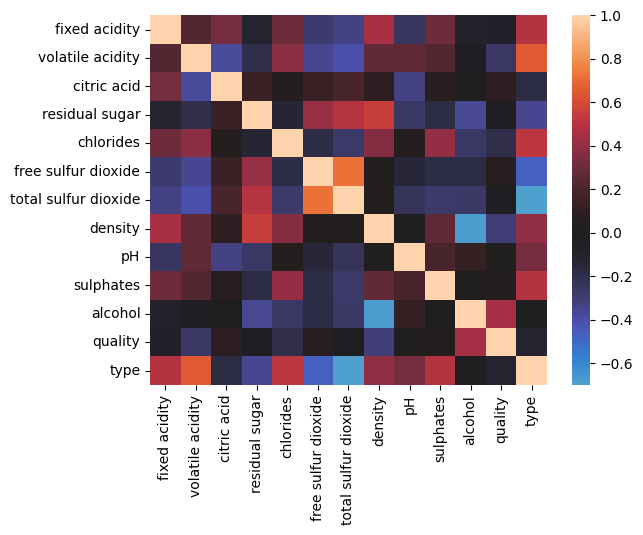 fixed acidity
volatile acidity
citric acid
residual sugar
chlorides
free sulfur dioxide
total sulfur dioxide
density
pH
sulphates
alcohol
quality
type
fixed acidity
volatile acidity
citric acid
residual sugar
chlorides
free sulfur dioxide
total sulfur dioxide
density
pH
sulphates
alcohol
quality
type
1.0
0.8
0.6
0.4
0.2
0.0
−0.2
−0.4
−0.6